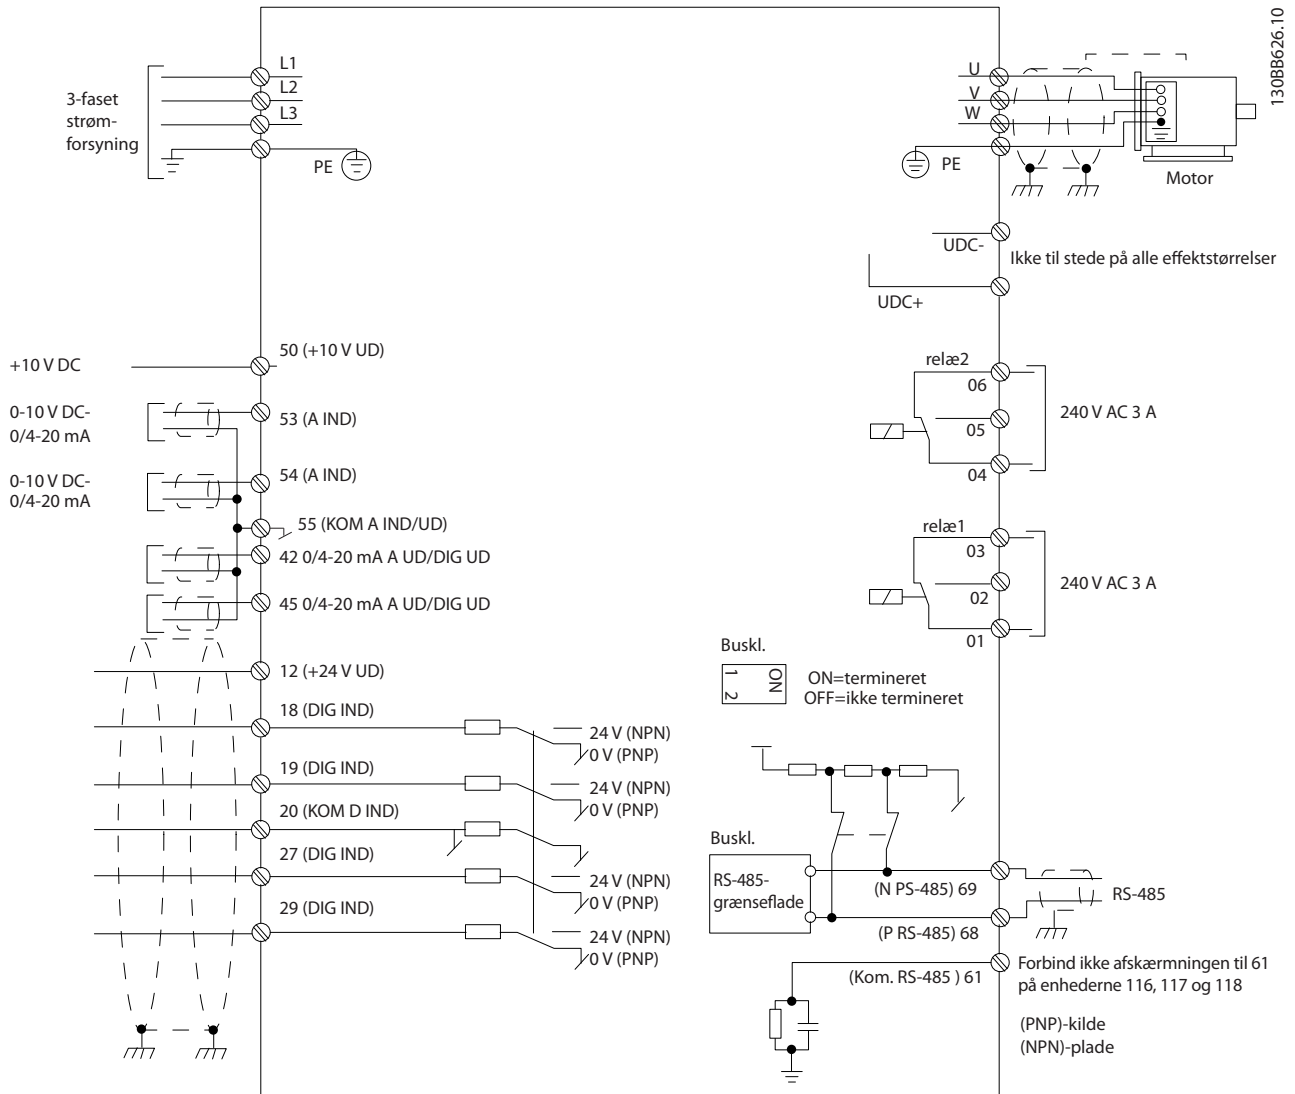 130BB626.10
3-faset
strøm-
forsyning
L1
L2
L3
PE
U
V
W
PE
Motor
UDC-
Ikke til stede på alle effektstørrelser
UDC+
+10 V DC
50 (+10 V UD)
0-10 V DC-
0/4-20 mA
53 (A IND)
0-10 V DC-
0/4-20 mA
54 (A IND)
55 (KOM A IND/UD)
42 0/4-20 mA A UD/DIG UD
45 0/4-20 mA A UD/DIG UD
12 (+24 V UD)
18 (DIG IND)
24 V (NPN)
0 V (PNP)
19 (DIG IND)
24 V (NPN)
0 V (PNP)
20 (KOM D IND)
27 (DIG IND)
24 V (NPN)
0 V (PNP)
29 (DIG IND)
24 V (NPN)
0 V (PNP)
relæ2
06
05
04
240 V AC 3 A
relæ1
03
02
01
240 V AC 3 A
Buskl.
1
2
ON
ON=termineret
OFF=ikke termineret
Buskl.
RS-485-
grænseflade
(N PS-485) 69
RS-485
(P RS-485) 68
(Kom. RS-485 ) 61
Forbind ikke afskærmningen til 61
på enhederne 116, 117 og 118
(PNP)-kilde
(NPN)-plade